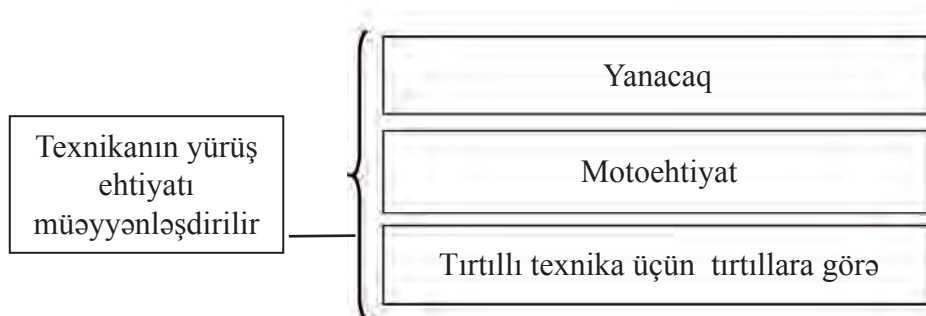 Texnikanın yürüş
ehtiyatı
müəyyənləşdirilir
Yanacaq
Motoehtiyat
Tırtıllı texnika üçün tırtıllara görə